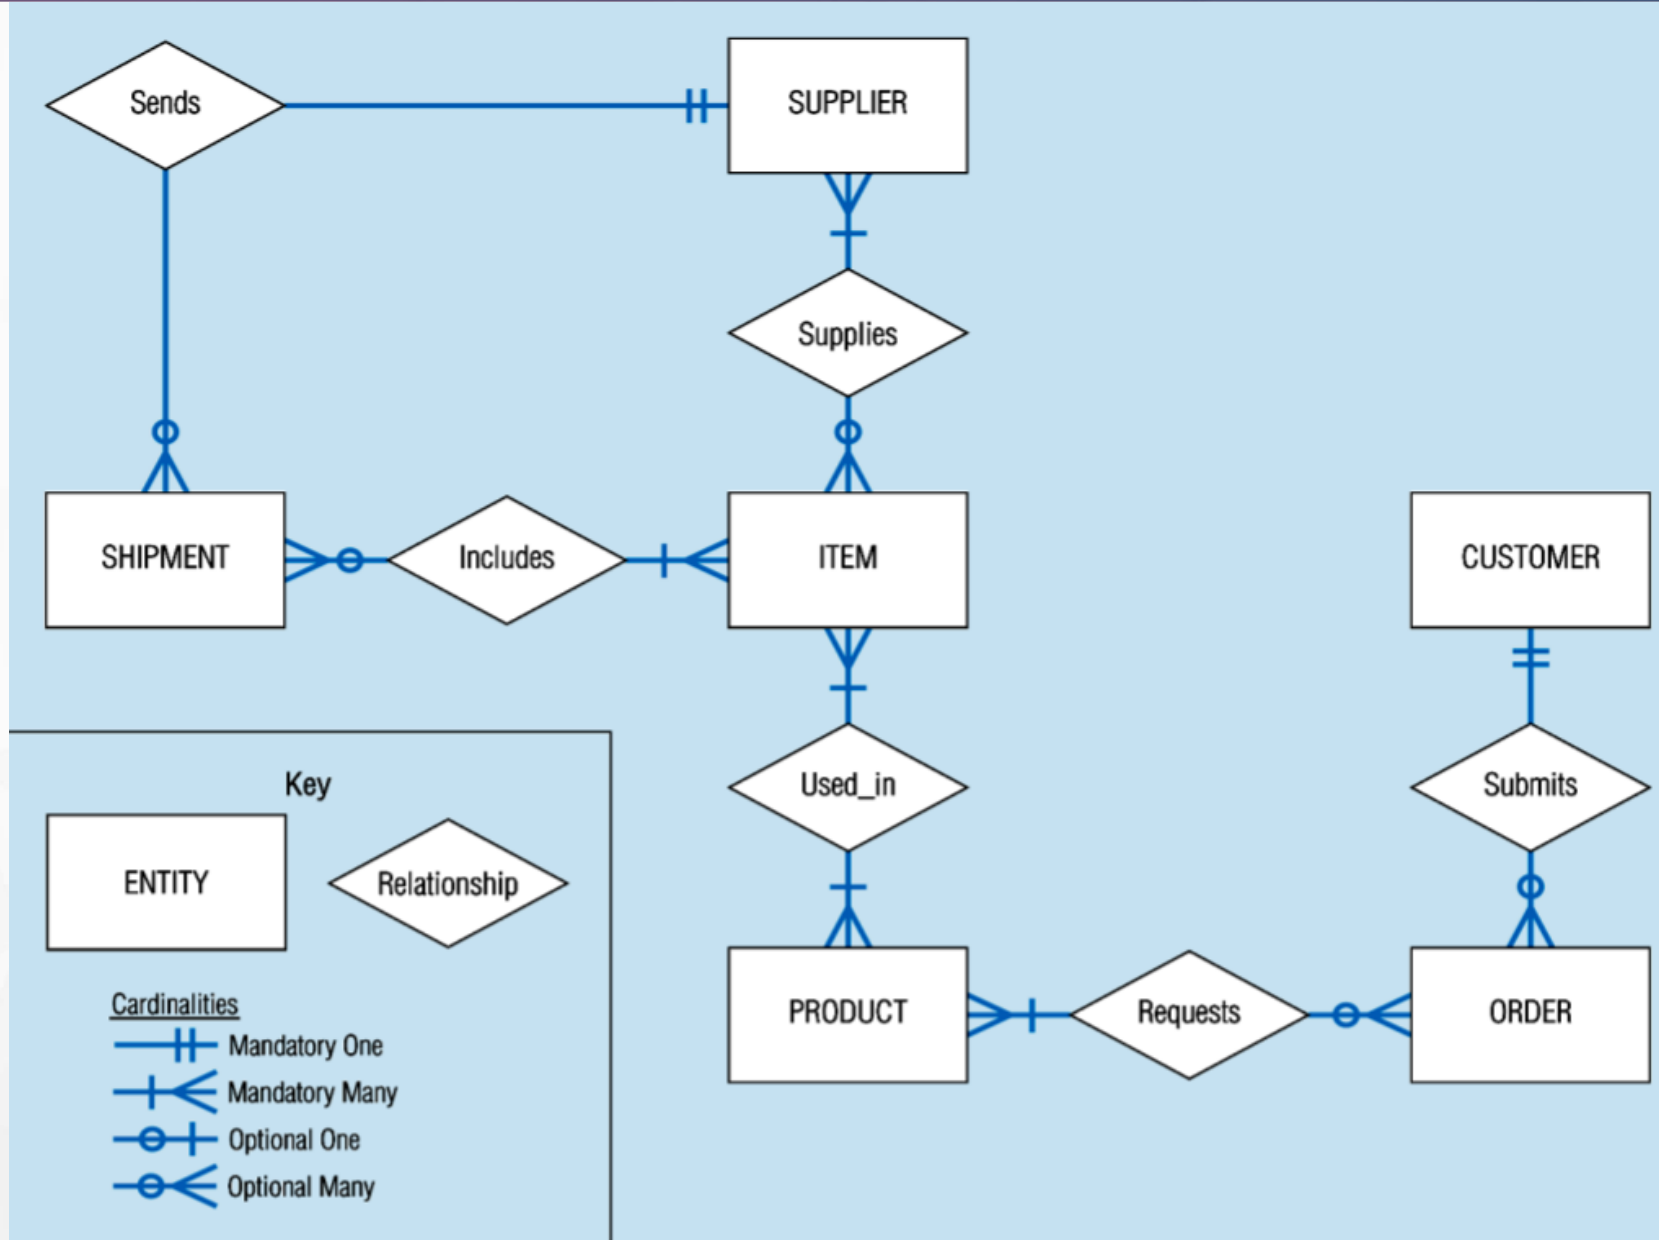 Sends
SUPPLIER
Supplies
SHIPMENT
Includes
ITEM
CUSTOMER
Used_in
Submits
PRODUCT
Requests
ORDER
Key
ENTITY
Relationship
Cardinalities
Mandatory One
Mandatory Many
Optional One
Optional Many